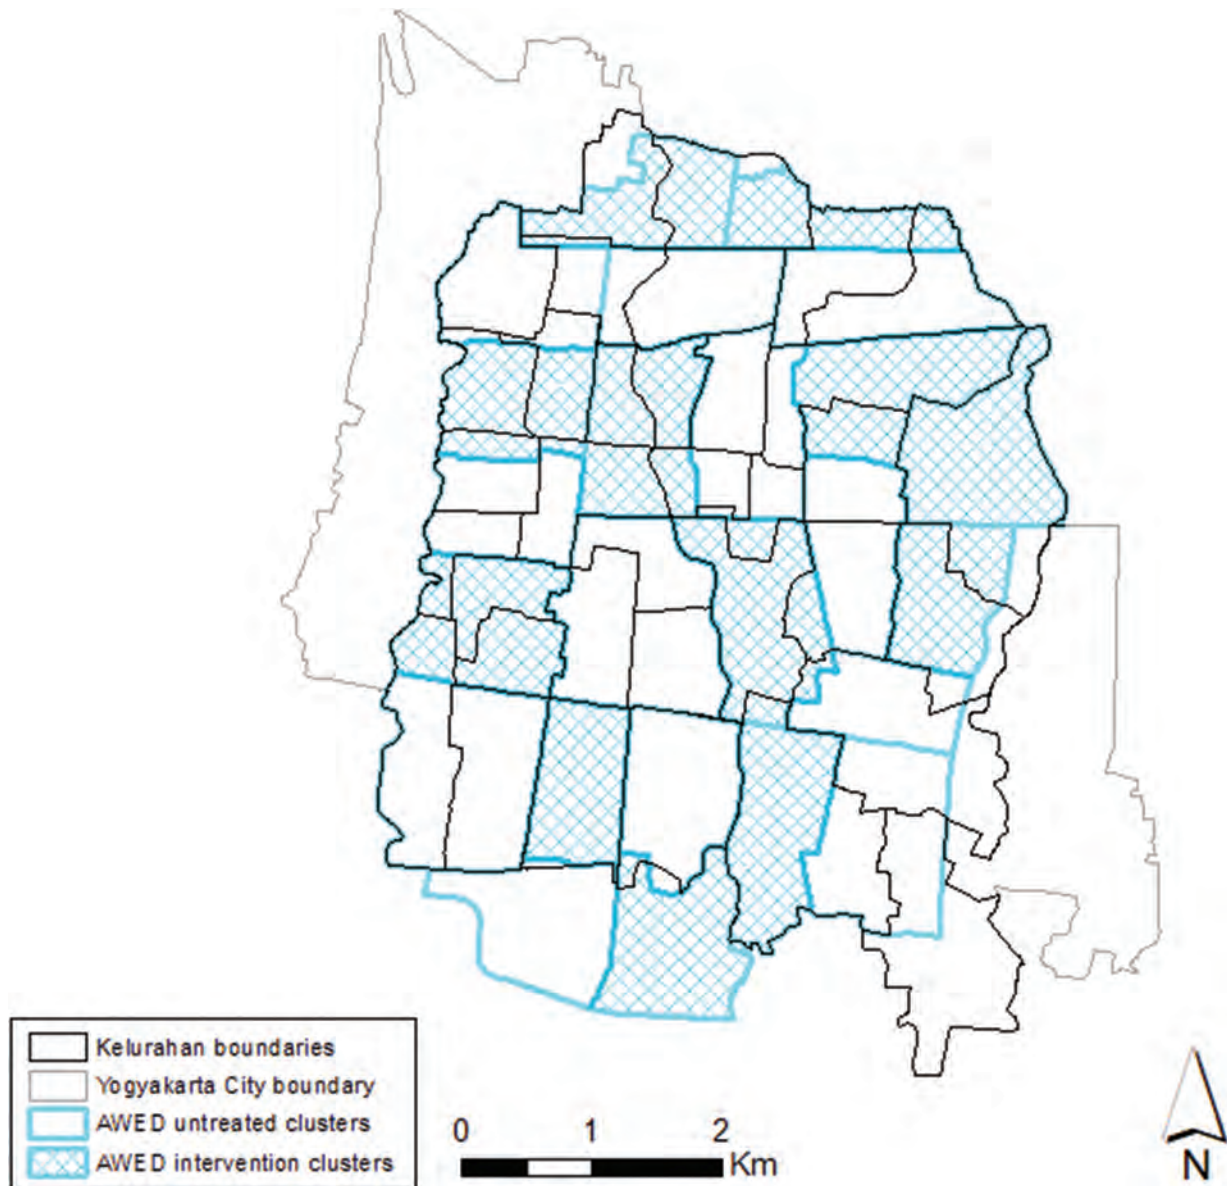 Kelurahan boundaries
Yogyakarta City boundary
AWED untreated clusters
AWED intervention clusters
0 1 2
Km
N